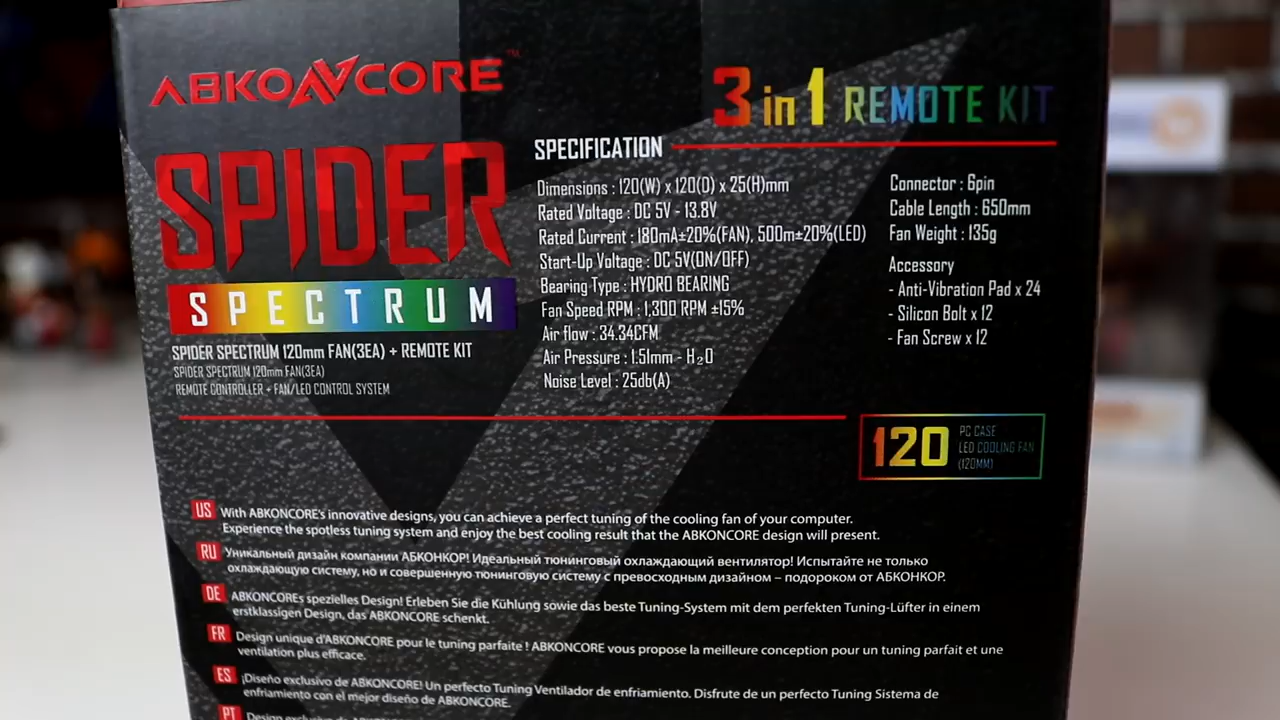 ABKONCORE™
3 in 1 REMOTE KIT
SPIDER
SPECTRUM
SPIDER SPECTRUM 120mm FAN(3EA) + REMOTE KIT
SPIDER SPECTRUM 120mm FAN(3EA)
REMOTE CONTROLLER + FAN/LED CONTROL SYSTEM
SPECIFICATION
Dimensions : 120(W) x 120(D) x 25(H)mm
Rated Voltage : DC 5V - 13.8V
Rated Current : 180mA±20%(FAN), 500m±20%(LED)
Start-Up Voltage : DC 5V(ON/OFF)
Bearing Type : HYDRO BEARING
Fan Speed RPM : 1,300 RPM ±15%
Air flow : 34.34CFM
Air Pressure : 1.51mm - H₂O
Noise Level : 25db(A)
Connector : 6pin
Cable Length : 650mm
Fan Weight : 135g
Accessory
- Anti-Vibration Pad x 24
- Silicon Bolt x 12
- Fan Screw x 12
120
PC CASE
LED COOLING FAN
(120MM)
US With ABKONCORE's innovative designs, you can achieve a perfect tuning of the cooling fan of your computer.
Experience the spotless tuning system and enjoy the best cooling result that the ABKONCORE design will present.
RU Уникальный дизайн компании АБКОНКОР! Идеальный тюнинговый охлаждающий вентилятор! Испытайте не только
охлаждающую систему, но и совершенную тюнинговую систему с превосходным дизайном – подороком от АБКОНКОР.
DE ABKONCOREs spezielles Design! Erleben Sie die Kühlung sowie das beste Tuning-System mit dem perfekten Tuning-Lüfter in einem
erstklassigen Design, das ABKONCORE schenkt.
FR Design unique d'ABKONCORE pour le tuning parfaite ! ABKONCORE vous propose la meilleure conception pour un tuning parfait et une
ventilation plus efficace.
ES ¡Diseño exclusivo de ABKONCORE! Un perfecto Tuning Ventilador de enfriamiento. Disfrute de un perfecto Tuning Sistema de
enfriamiento con el mejor diseño de ABKONCORE.
PT Design